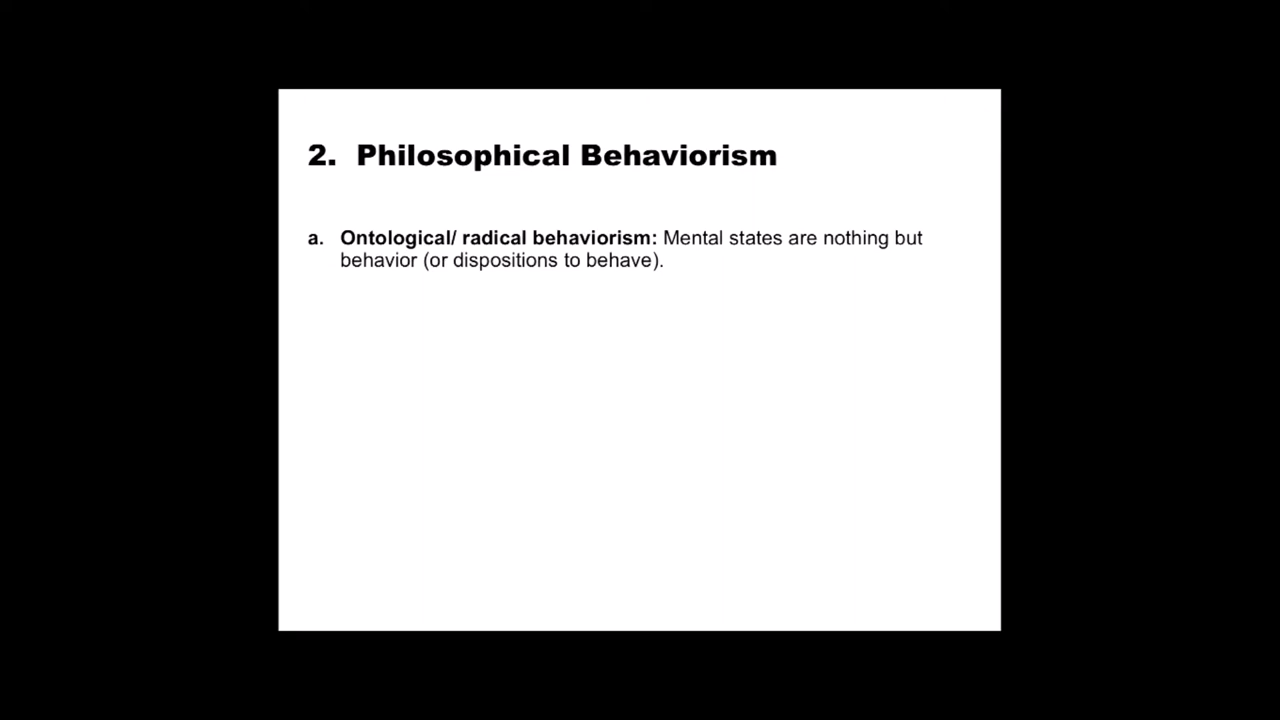 2. Philosophical Behaviorism
a. Ontological/ radical behaviorism: Mental states are nothing but
behavior (or dispositions to behave).